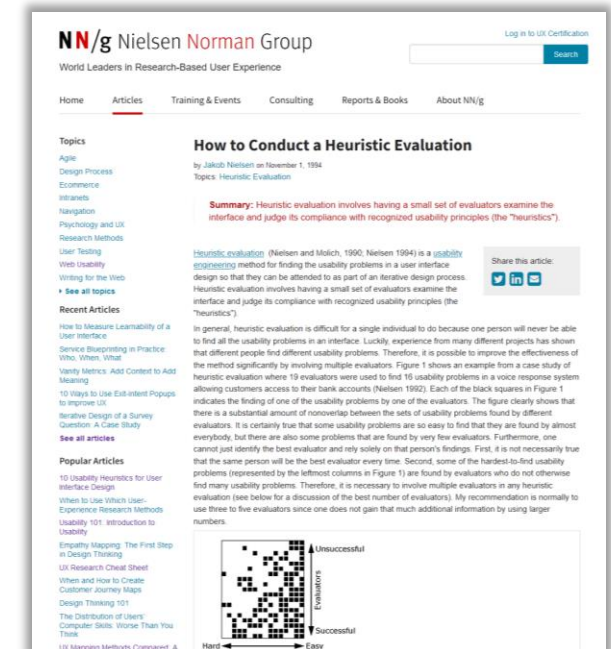 NN/g Nielsen Norman Group
Log in to UX Certification
Search
World Leaders in Research-Based User Experience
Home Articles Training & Events Consulting Reports & Books About NN/g
Topics
Agile
Design Process
Ecommerce
Intranets
Navigation
Psychology and UX
Research Methods
User Testing
Web Usability
Writing for the Web
See all topics
Recent Articles
How to Measure Learnability of a
User Interface
Service Blueprinting in Practice
Who, When, What
Vanity Metrics: Add Context to Add
Meaning
10 Ways to Use Exit-Intent Popups
to Improve UX
Iterative Design of a Survey
Question: A Case Study
See all articles
Popular Articles
10 Usability Heuristics for User
Interface Design
When to Use Which User-
Experience Research Methods
Usability 101: Introduction to
Usability
Empathy Mapping: The First Step
in Design Thinking
UX Research Cheat Sheet
When and How to Create
Customer Journey Maps
Design Thinking 101
The Distribution of Users'
Computer Skills: Worse Than You
Think
UX Mapping Methods Compared: A
How to Conduct a Heuristic Evaluation
by Jakob Nielsen on November 1, 1994
Topics: Heuristic Evaluation
Summary: Heuristic evaluation involves having a small set of evaluators examine the
interface and judge its compliance with recognized usability principles (the "heuristics").
Heuristic evaluation (Nielsen and Molich, 1990; Nielsen 1994) is a usability
engineering method for finding the usability problems in a user interface
design so that they can be attended to as part of an iterative design process.
Heuristic evaluation involves having a small set of evaluators examine the
interface and judge its compliance with recognized usability principles (the
"heuristics").
Share this article:
In general, heuristic evaluation is difficult for a single individual to do because one person will never be able
to find all the usability problems in an interface. Luckily, experience from many different projects has shown
that different people find different usability problems. Therefore, it is possible to improve the effectiveness of
the method significantly by involving multiple evaluators. Figure 1 shows an example from a case study of
heuristic evaluation where 19 evaluators were used to find 16 usability problems in a voice response system
allowing customers access to their bank accounts (Nielsen 1992). Each of the black squares in Figure 1
indicates the finding of one of the usability problems by one of the evaluators. The figure clearly shows that
there is a substantial amount of nonoverlap between the sets of usability problems found by different
evaluators. It is certainly true that some usability problems are so easy to find that they are found by almost
everybody, but there are also some problems that are found by very few evaluators. Furthermore, one
cannot just identify the best evaluator and rely solely on that person's findings. First, it is not necessarily true
that the same person will be the best evaluator every time. Second, some of the hardest-to-find usability
problems (represented by the leftmost columns in Figure 1) are found by evaluators who do not otherwise
find many usability problems. Therefore, it is necessary to involve multiple evaluators in any heuristic
evaluation (see below for a discussion of the best number of evaluators). My recommendation is normally to
use three to five evaluators since one does not gain that much additional information by using larger
numbers.
Unsuccessful
Evaluators
Successful
Hard Easy